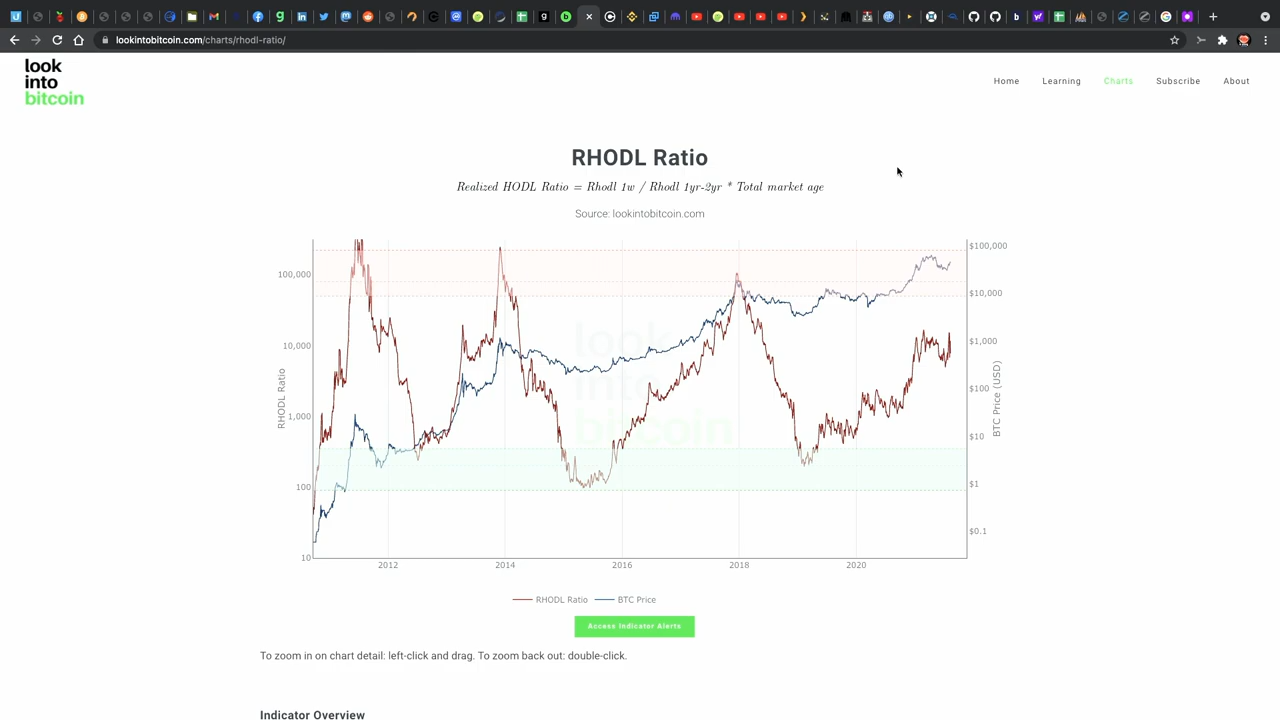 lookintobitcoin.com/charts/rhodl-ratio/
look
into
bitcoin
Home Learning Charts Subscribe About
RHODL Ratio
Realized HODL Ratio = Rhodl 1w / Rhodl 1yr-2yr * Total market age
Source: lookintobitcoin.com
look
into
bitcoin
RHODL Ratio
100,000
10,000
1,000
100
10
$100,000
$10,000
$1,000
$100
$10
$1
$0.1
BTC Price (USD)
2012 2014 2016 2018 2020
RHODL Ratio BTC Price
Access Indicator Alerts
To zoom in on chart detail: left-click and drag. To zoom back out: double-click.
Indicator Overview